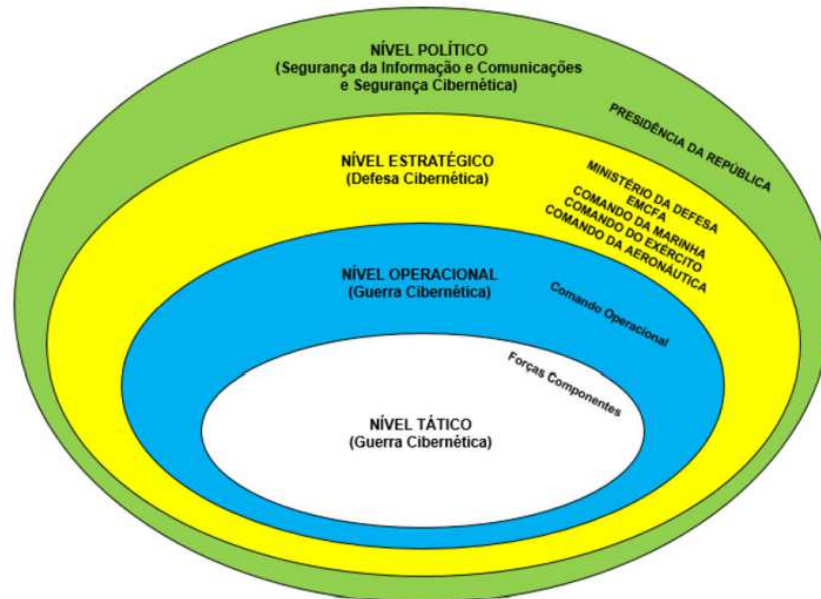 NÍVEL POLÍTICO
(Segurança da Informação e Comunicações
e Segurança Cibernética)
PRESIDÊNCIA DA REPÚBLICA
NÍVEL ESTRATÉGICO
(Defesa Cibernética)
MINISTÉRIO DA DEFESA
EMCFA
COMANDO DA MARINHA
COMANDO DO EXÉRCITO
COMANDO DA AERONÁUTICA
NÍVEL OPERACIONAL
(Guerra Cibernética)
Comando Operacional
Forças Componentes
NÍVEL TÁTICO
(Guerra Cibernética)